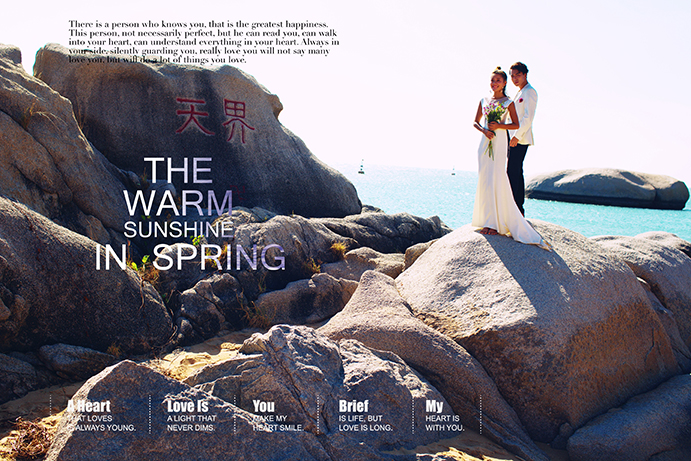 There is a person who knows you, that is the greatest happiness.
This person, not necessarily perfect, but he can read you, can walk
into your heart, can understand everything in your heart. Always in
your side, silently guarding you, really love you will not say many
love you, but will do a lot of things you love.
天界
THE
WARM
SUNSHINE
IN SPRING
A Heart
THAT LOVES
IS ALWAYS YOUNG.
Love Is
A LIGHT THAT
NEVER DIMS.
You
MAKE MY
HEART SMILE.
Brief
IS LIFE, BUT
LOVE IS LONG.
My
HEART IS
WITH YOU.